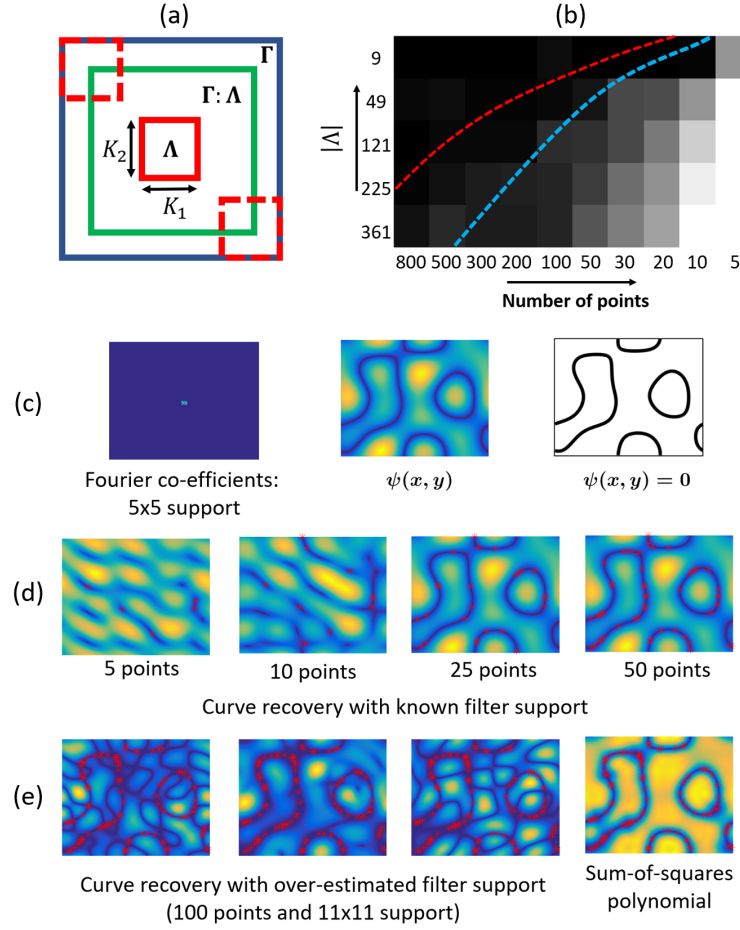 (a)
Γ
Γ: Λ
K₂
Λ
K₁
(b)
|Λ|
9
49
121
225
361
800 500 300 200 100 50 30 20 10 5
Number of points
(c)
Fourier co-efficients:
5x5 support
ψ(x, y)
ψ(x, y) = 0
(d)
5 points
10 points
25 points
50 points
Curve recovery with known filter support
(e)
Curve recovery with over-estimated filter support
(100 points and 11x11 support)
Sum-of-squares
polynomial